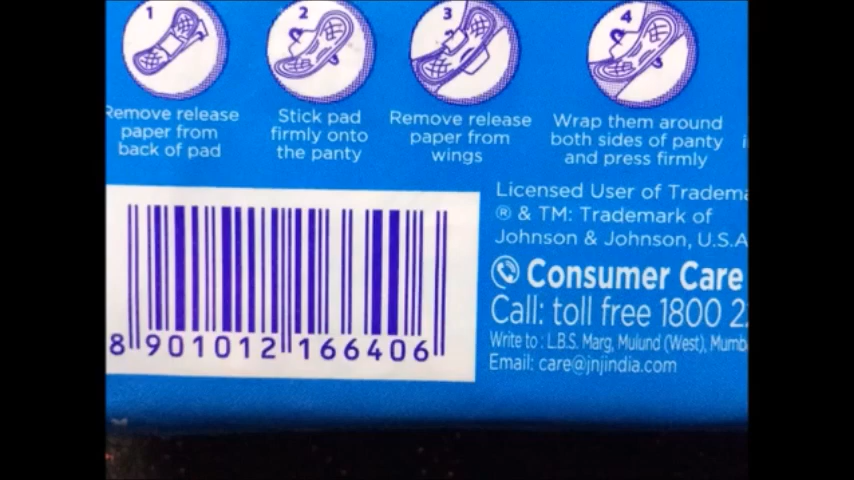 1
Remove release
paper from
back of pad
2
Stick pad
firmly onto
the panty
3
Remove release
paper from
wings
4
Wrap them around
both sides of panty
and press firmly
Licensed User of
® & TM: Trademark of
Johnson & Johnson, U.S.A
Consumer Care
Call: toll free 1800
Write to : L.B.S. Marg, Mulund (West),
Email: care@jnjindia.com
8 901012 166406